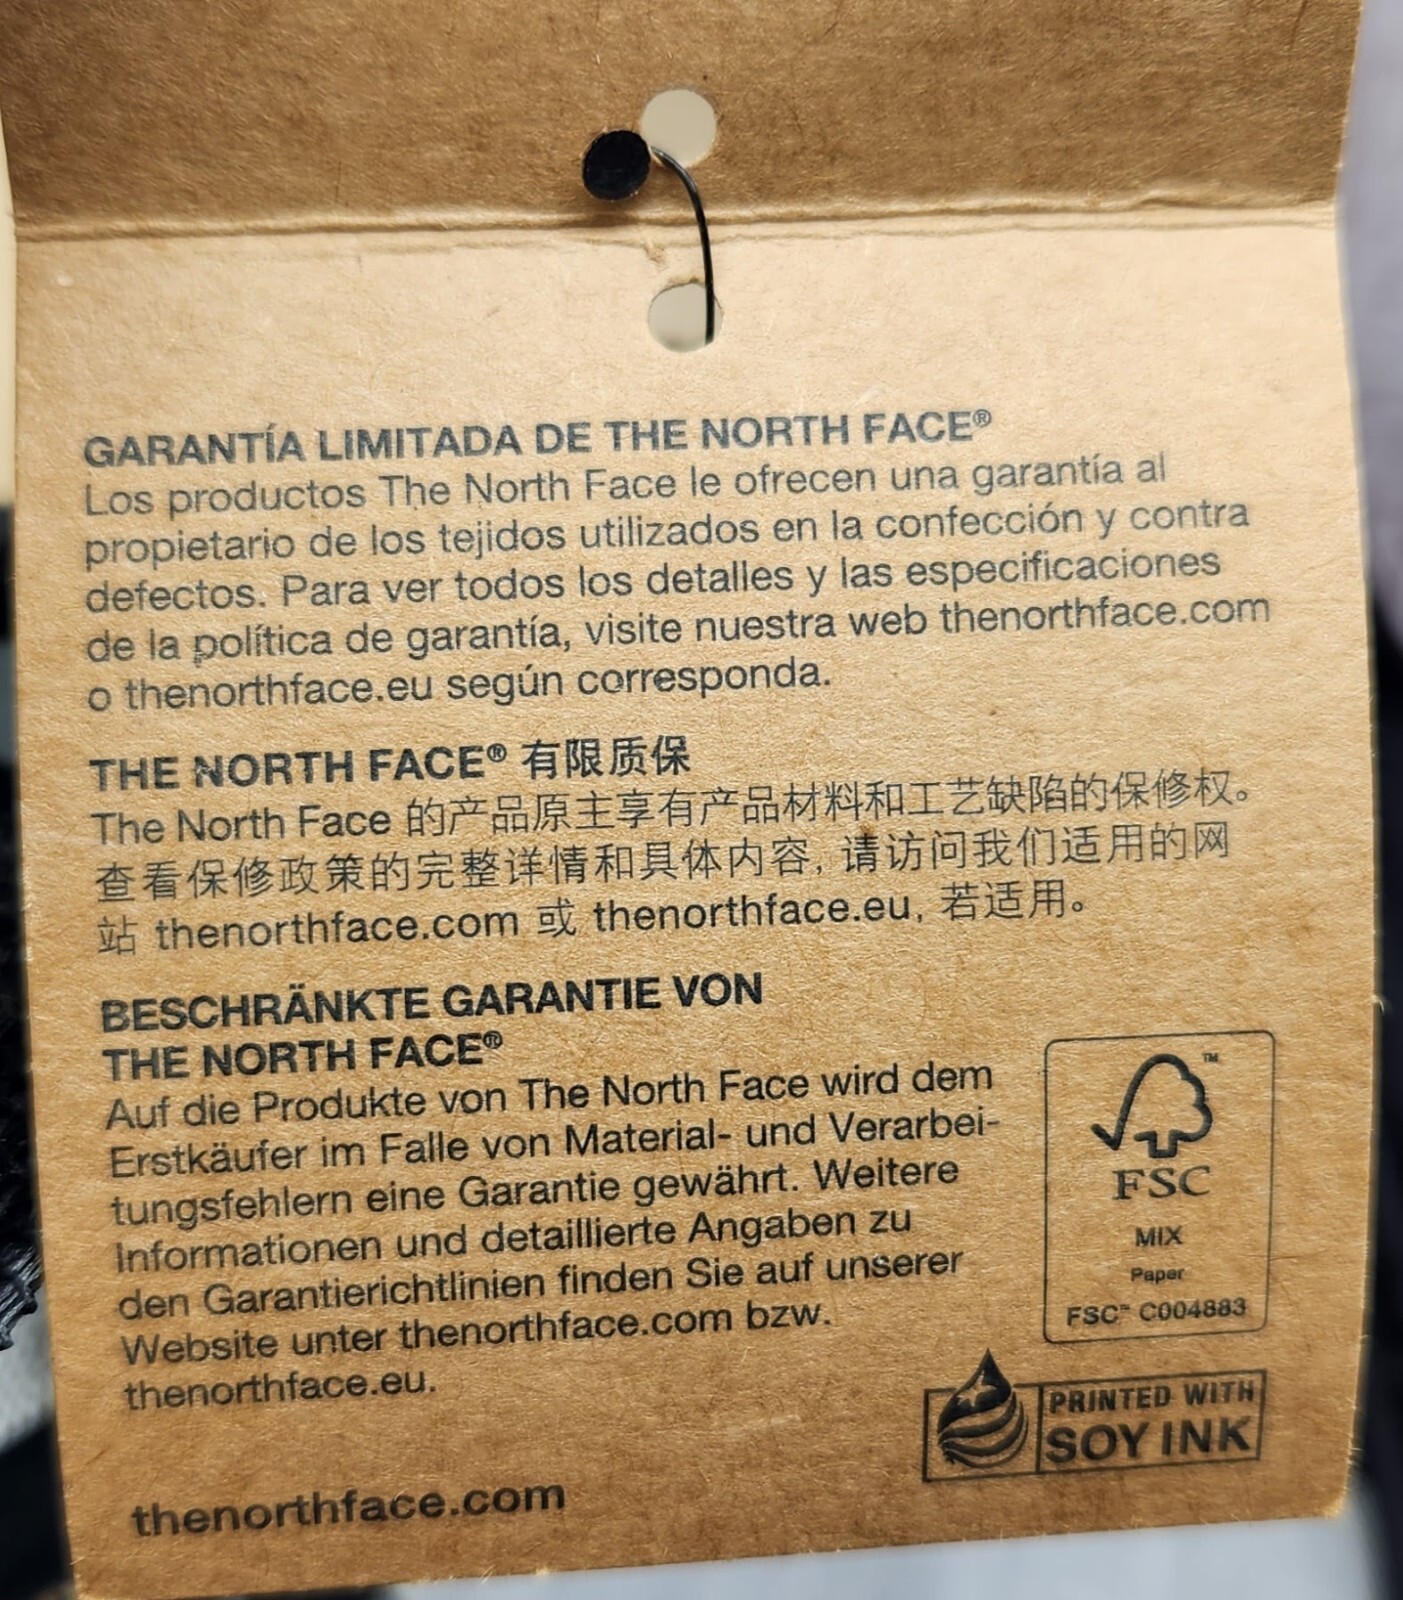 GARANTÍA LIMITADA DE THE NORTH FACE®
Los productos The North Face le ofrecen una garantía al
propietario de los tejidos utilizados en la confección y contra
defectos. Para ver todos los detalles y las especificaciones
de la política de garantía, visite nuestra web thenorthface.com
o thenorthface.eu según corresponda.
THE NORTH FACE® 有限质保
The North Face 的产品原主享有产品材料和工艺缺陷的保修权。
查看保修政策的完整详情和具体内容, 请访问我们适用的网
站 thenorthface.com 或 thenorthface.eu, 若适用。
BESCHRÄNKTE GARANTIE VON
THE NORTH FACE®
Auf die Produkte von The North Face wird dem
Erstkäufer im Falle von Material- und Verarbei-
tungsfehlern eine Garantie gewährt. Weitere
Informationen und detaillierte Angaben zu
den Garantierichtlinien finden Sie auf unserer
Website unter thenorthface.com bzw.
thenorthface.eu.
™
FSC
MIX
Paper
FSC™ C004883
PRINTED WITH
SOY INK
thenorthface.com